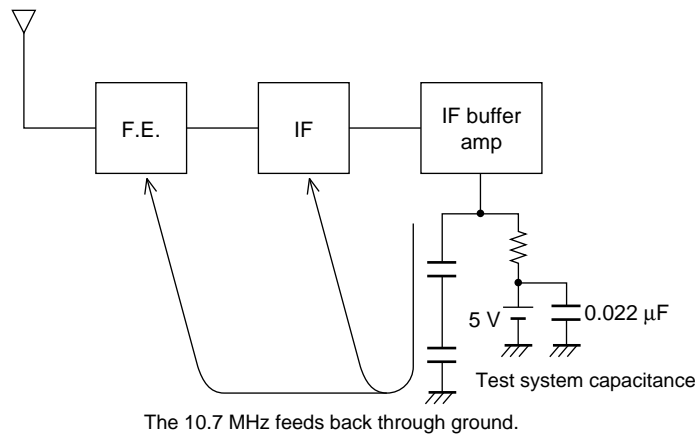 F.E.
IF
IF buffer
amp
5 V
0.022 μF
Test system capacitance
The 10.7 MHz feeds back through ground.